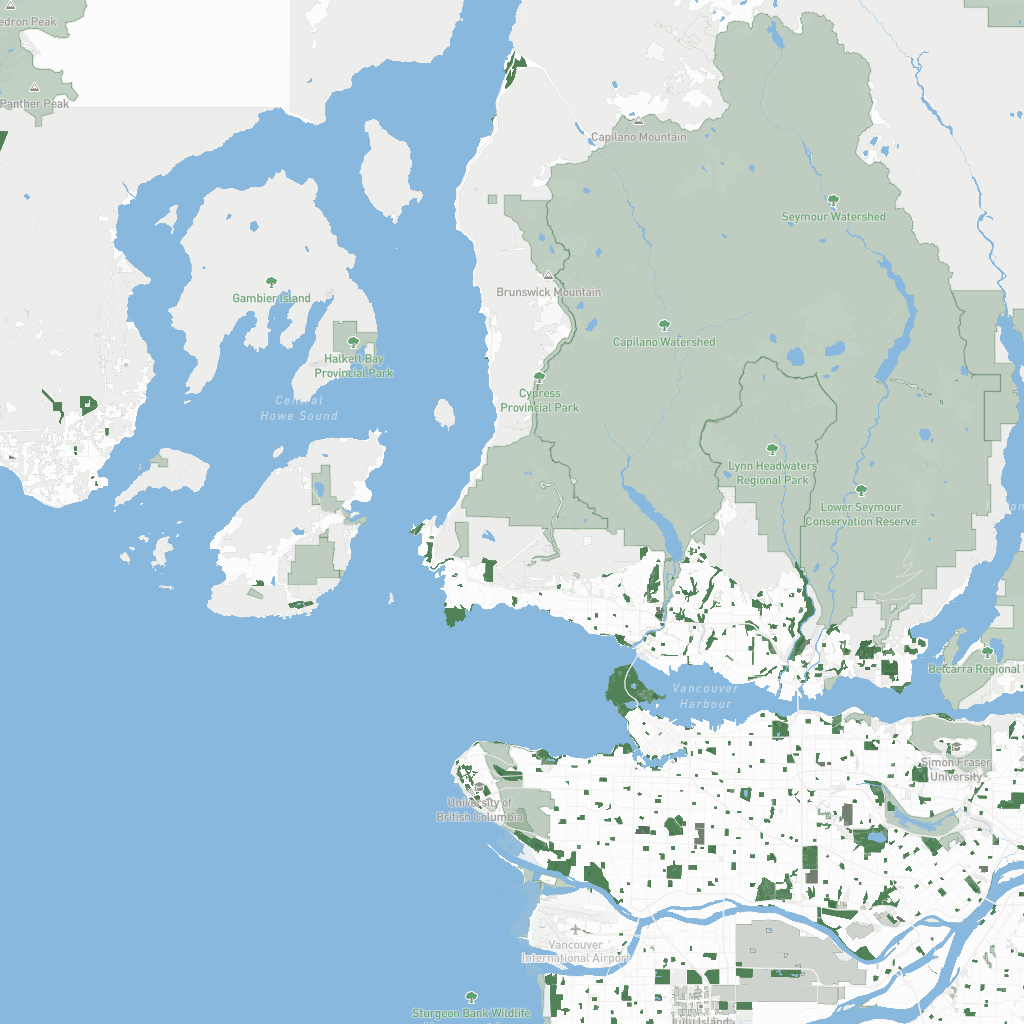 Panther Peak
Capilano Mountain
Seymour Watershed
Gambier Island
Brunswick Mountain
Capilano Watershed
Halkett Bay
Provincial Park
Cypress
Provincial Park
Central
Howe Sound
Lynn Headwaters
Regional Park
Lower Seymour
Conservation Reserve
Belcarra Regional
Vancouver
Harbour
Simon Fraser
University
University of
British Columbia
Vancouver
International Airport
Sturgeon Bank Wildlife